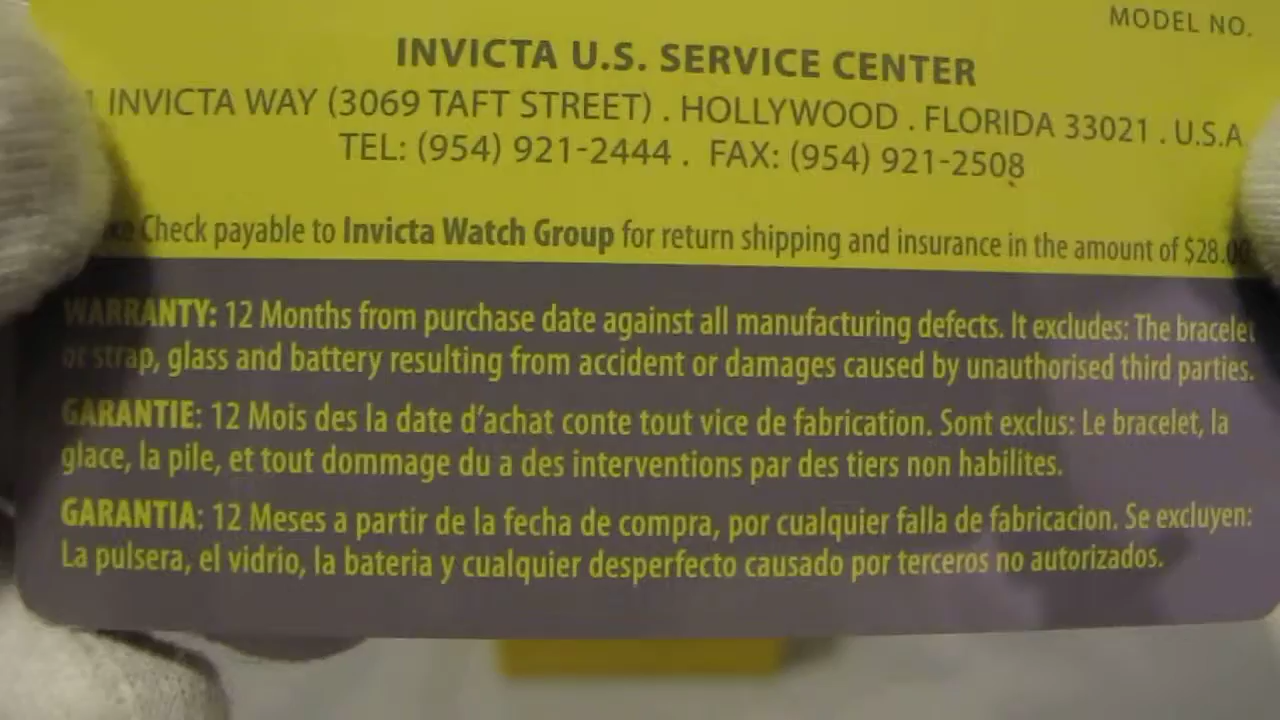 MODEL NO.
INVICTA U.S. SERVICE CENTER
1 INVICTA WAY (3069 TAFT STREET) . HOLLYWOOD . FLORIDA 33021 . U.S.A
TEL: (954) 921-2444 . FAX: (954) 921-2508
Check payable to Invicta Watch Group for return shipping and insurance in the amount of $28.00
WARRANTY: 12 Months from purchase date against all manufacturing defects. It excludes: The bracelet
or strap, glass and battery resulting from accident or damages caused by unauthorised third parties.
GARANTIE: 12 Mois des la date d'achat conte tout vice de fabrication. Sont exclus: Le bracelet, la
glace, la pile, et tout dommage du a des interventions par des tiers non habilites.
GARANTIA: 12 Meses a partir de la fecha de compra, por cualquier falla de fabricacion. Se excluyen:
La pulsera, el vidrio, la bateria y cualquier desperfecto causado por terceros no autorizados.